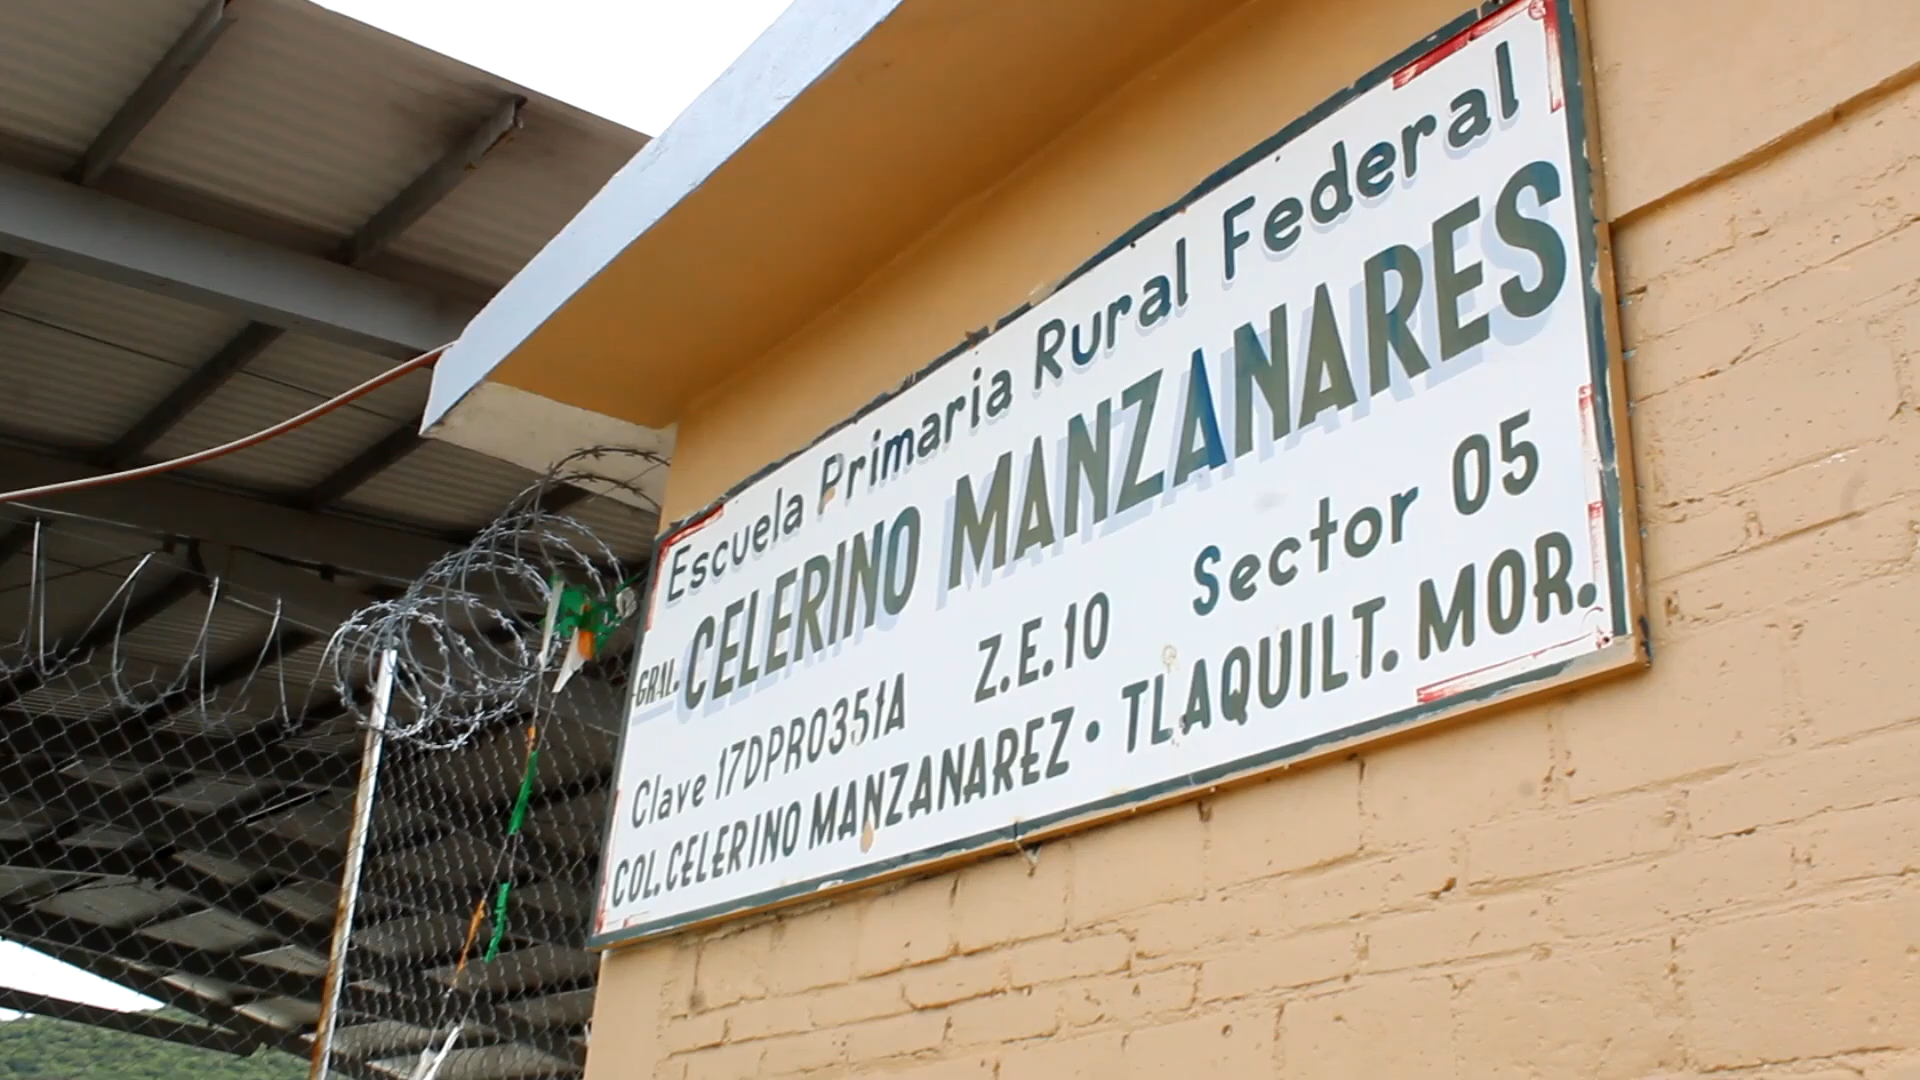 Escuela Primaria Rural Federal
GRAL. CELERINO MANZANARES
Clave 17DPR0351A Z.E.10 Sector 05
COL. CELERINO MANZANAREZ • TLAQUILT. MOR.